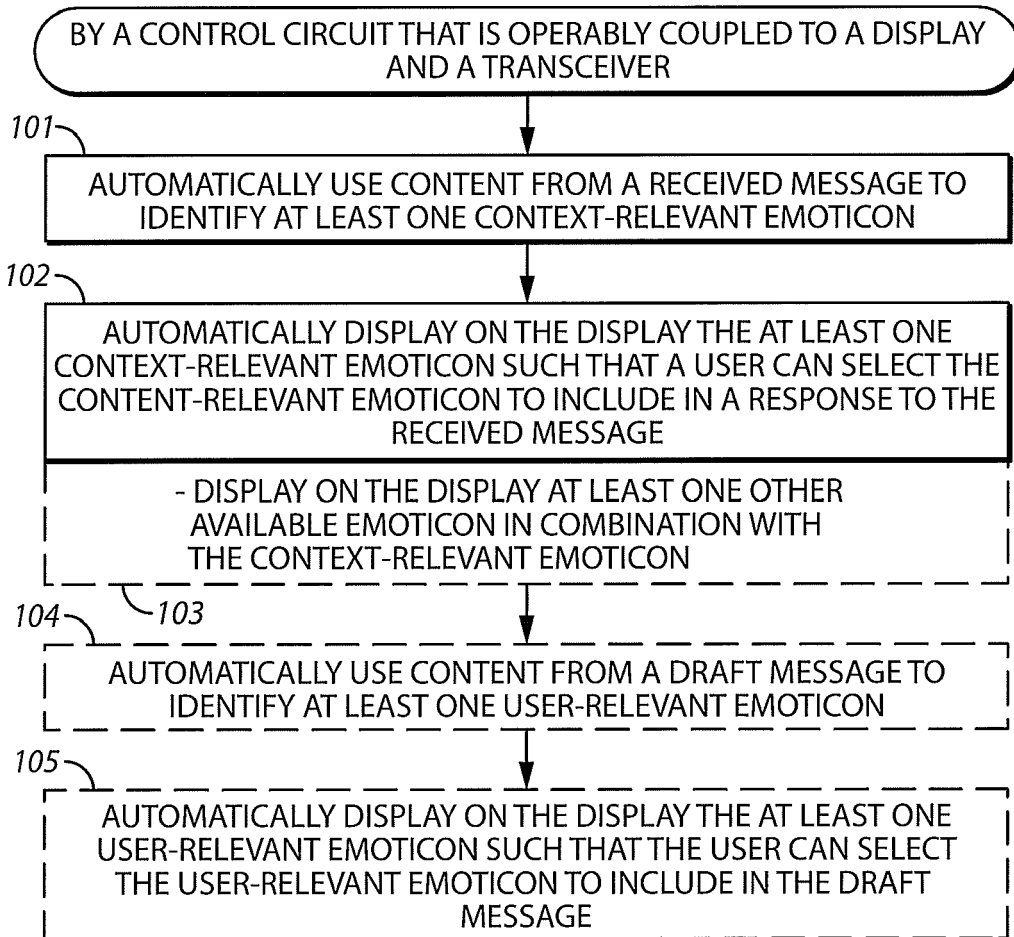 BY A CONTROL CIRCUIT THAT IS OPERABLY COUPLED TO A DISPLAY
AND A TRANSCEIVER
101
AUTOMATICALLY USE CONTENT FROM A RECEIVED MESSAGE TO
IDENTIFY AT LEAST ONE CONTEXT-RELEVANT EMOTICON
102
AUTOMATICALLY DISPLAY ON THE DISPLAY THE AT LEAST ONE
CONTEXT-RELEVANT EMOTICON SUCH THAT A USER CAN SELECT THE
CONTENT-RELEVANT EMOTICON TO INCLUDE IN A RESPONSE TO THE
RECEIVED MESSAGE
- DISPLAY ON THE DISPLAY AT LEAST ONE OTHER
AVAILABLE EMOTICON IN COMBINATION WITH
THE CONTEXT-RELEVANT EMOTICON
103
104
AUTOMATICALLY USE CONTENT FROM A DRAFT MESSAGE TO
IDENTIFY AT LEAST ONE USER-RELEVANT EMOTICON
105
AUTOMATICALLY DISPLAY ON THE DISPLAY THE AT LEAST ONE
USER-RELEVANT EMOTICON SUCH THAT THE USER CAN SELECT
THE USER-RELEVANT EMOTICON TO INCLUDE IN THE DRAFT
MESSAGE